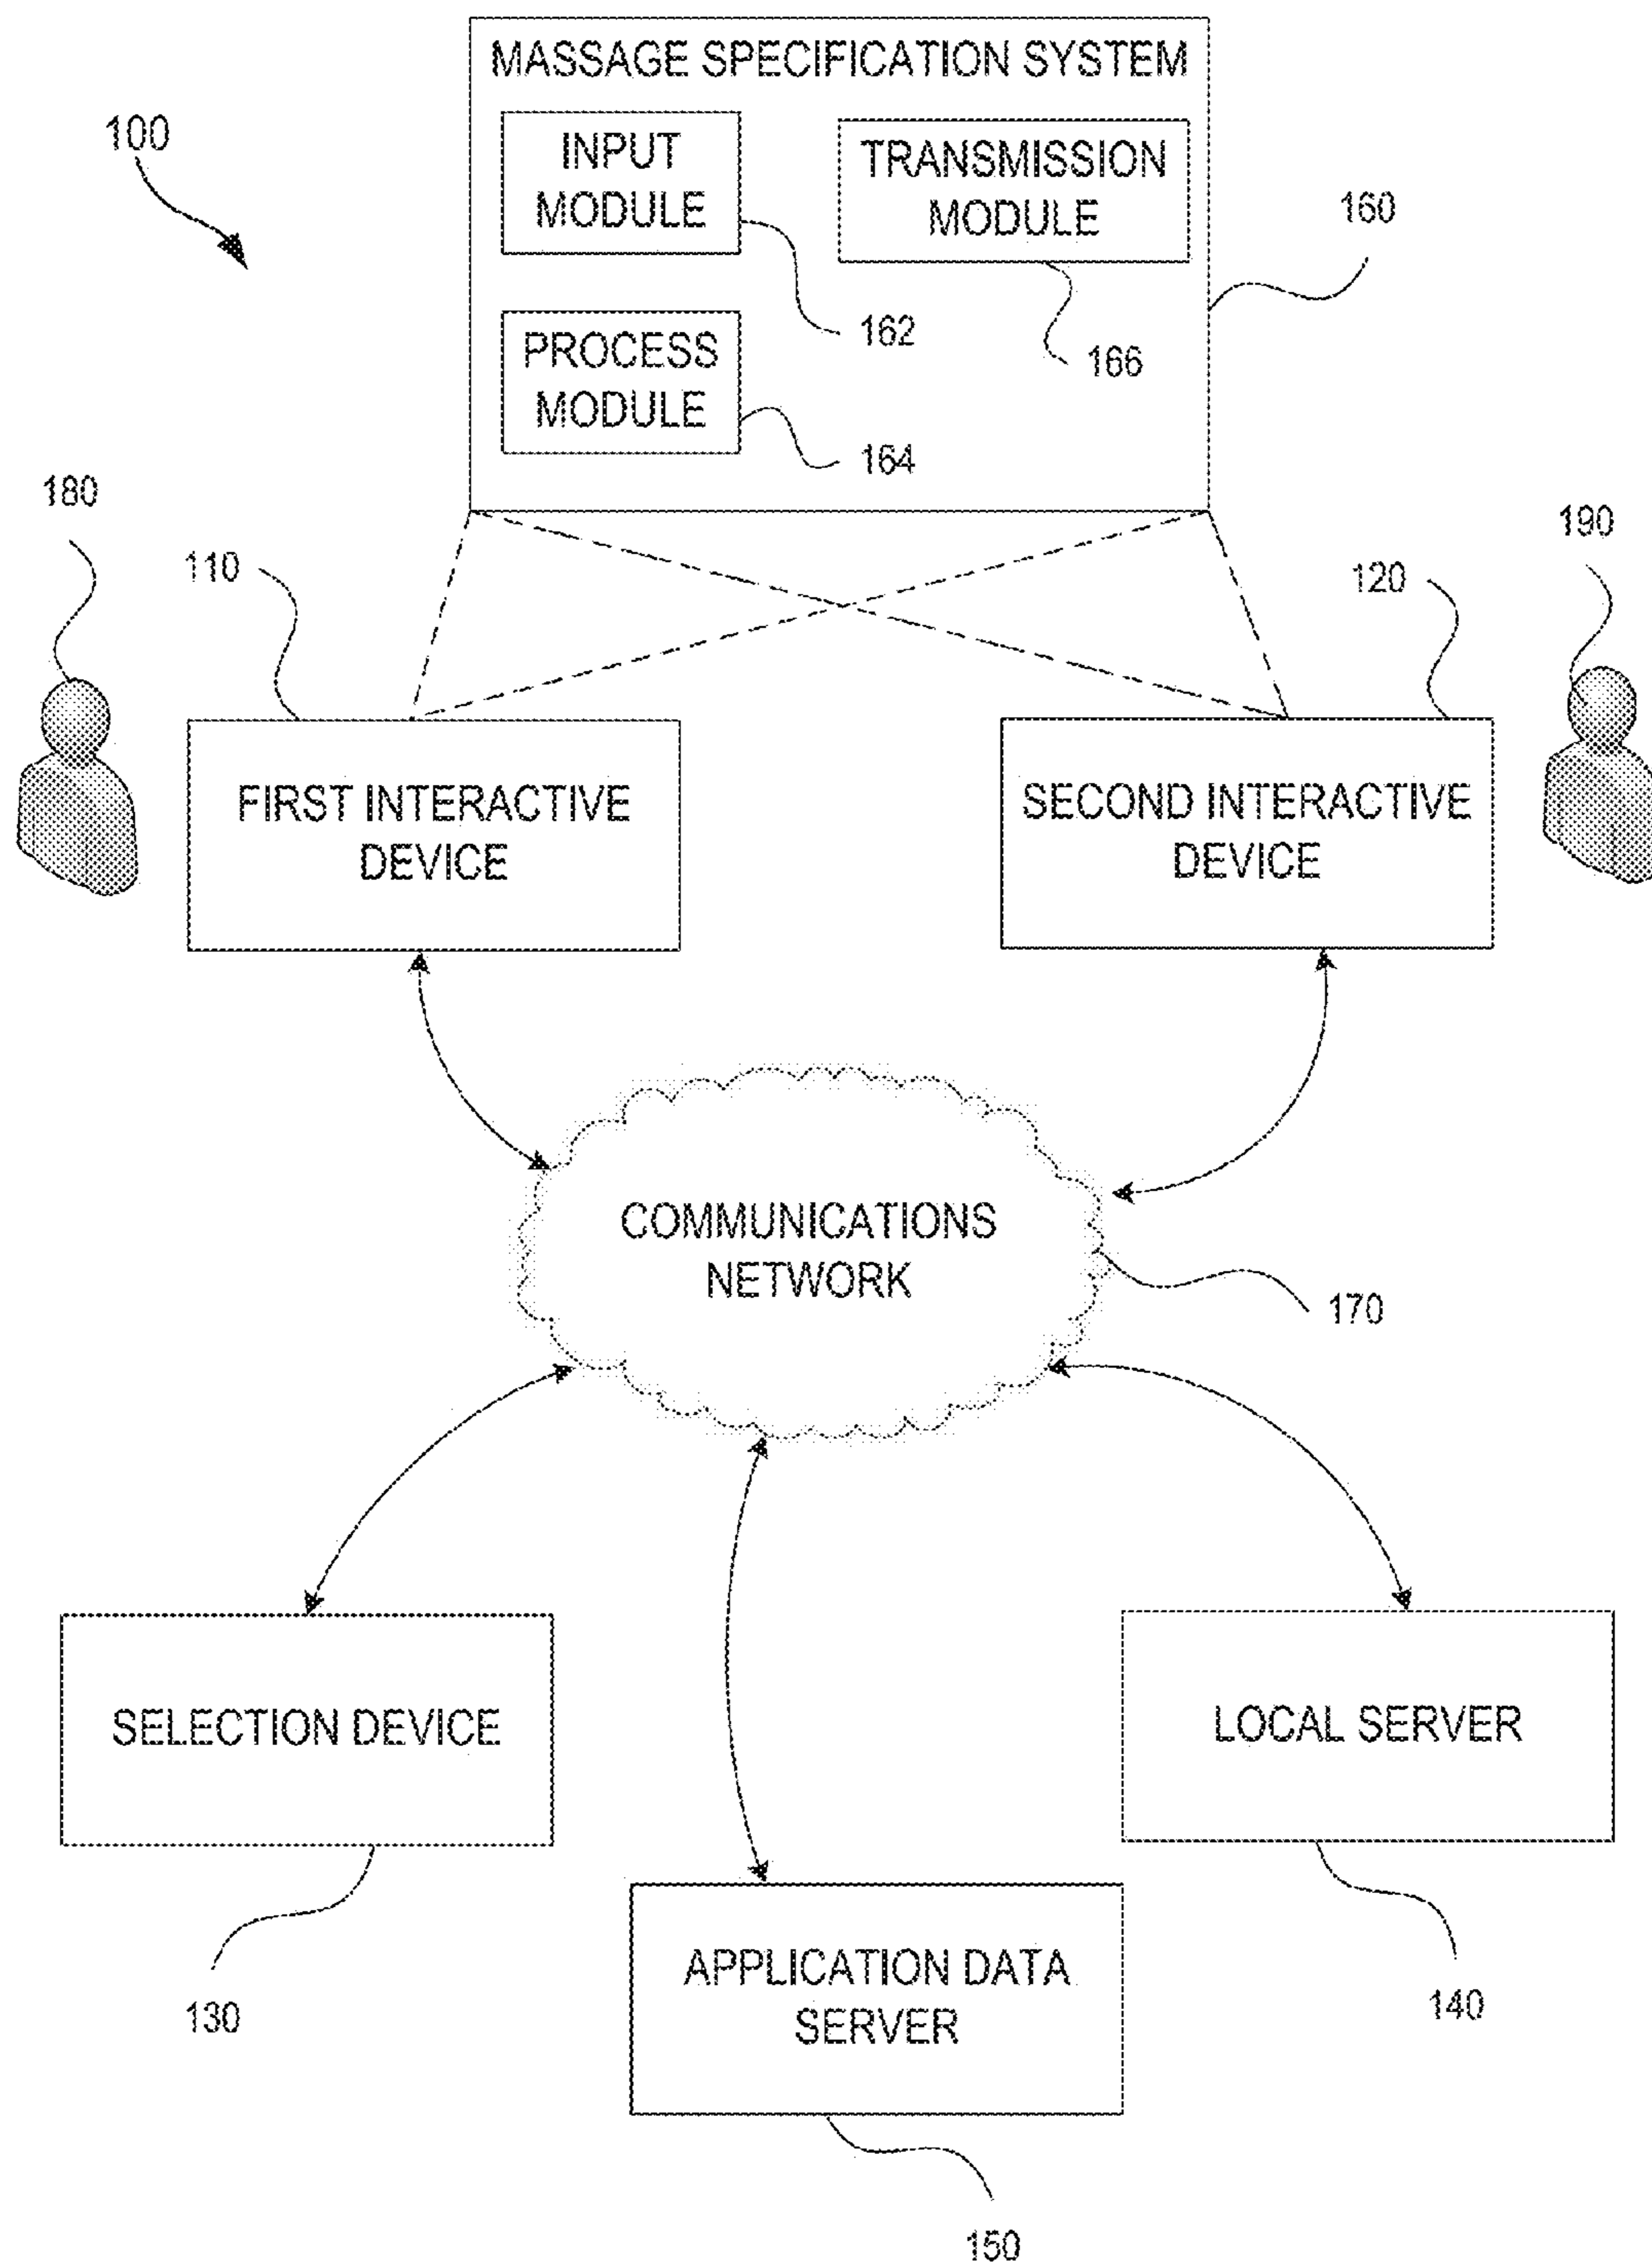 MASSAGE SPECIFICATION SYSTEM
100
INPUT
MODULE
TRANSMISSION
MODULE
160
162
166
PROCESS
MODULE
164
180
190
110
120
FIRST INTERACTIVE
DEVICE
SECOND INTERACTIVE
DEVICE
COMMUNICATIONS
NETWORK
170
SELECTION DEVICE
LOCAL SERVER
APPLICATION DATA
SERVER
130
140
150